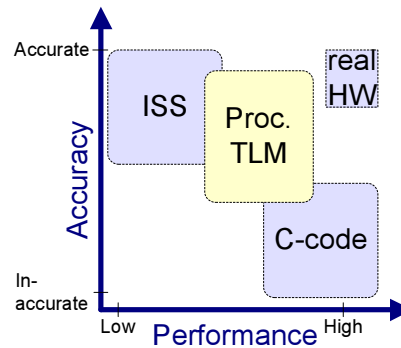 Accurate
real
HW
ISS
Proc.
TLM
Accuracy
C-code
In-
accurate
Low
High
Performance